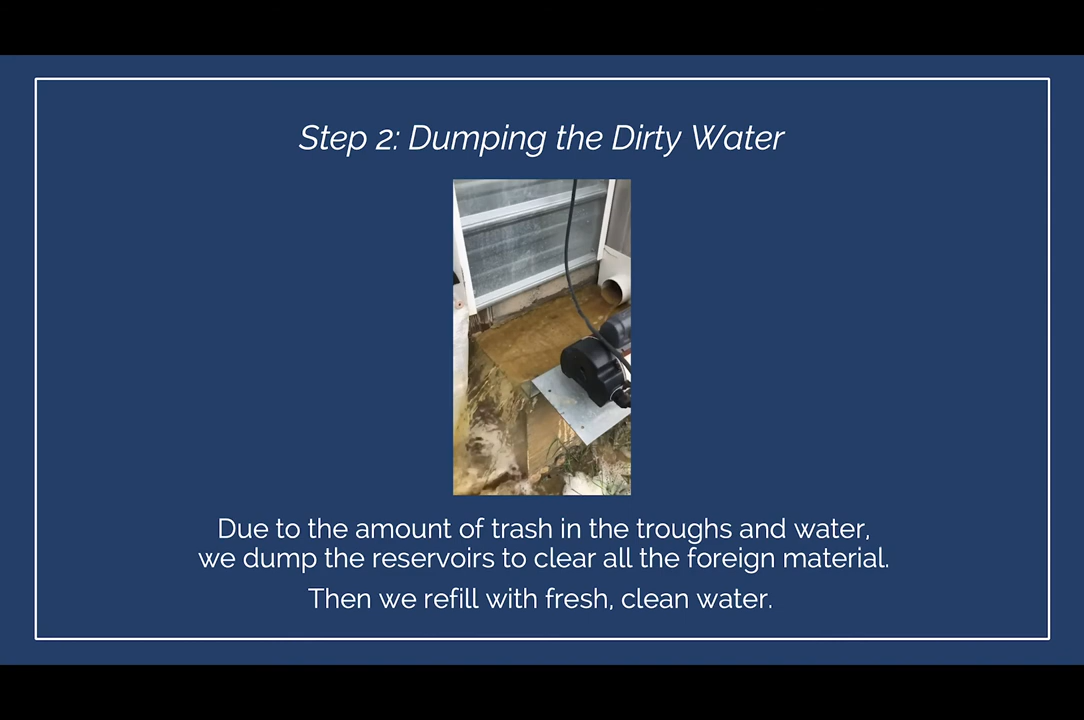 Step 2: Dumping the Dirty Water
Due to the amount of trash in the troughs and water,
we dump the reservoirs to clear all the foreign material.
Then we refill with fresh, clean water.